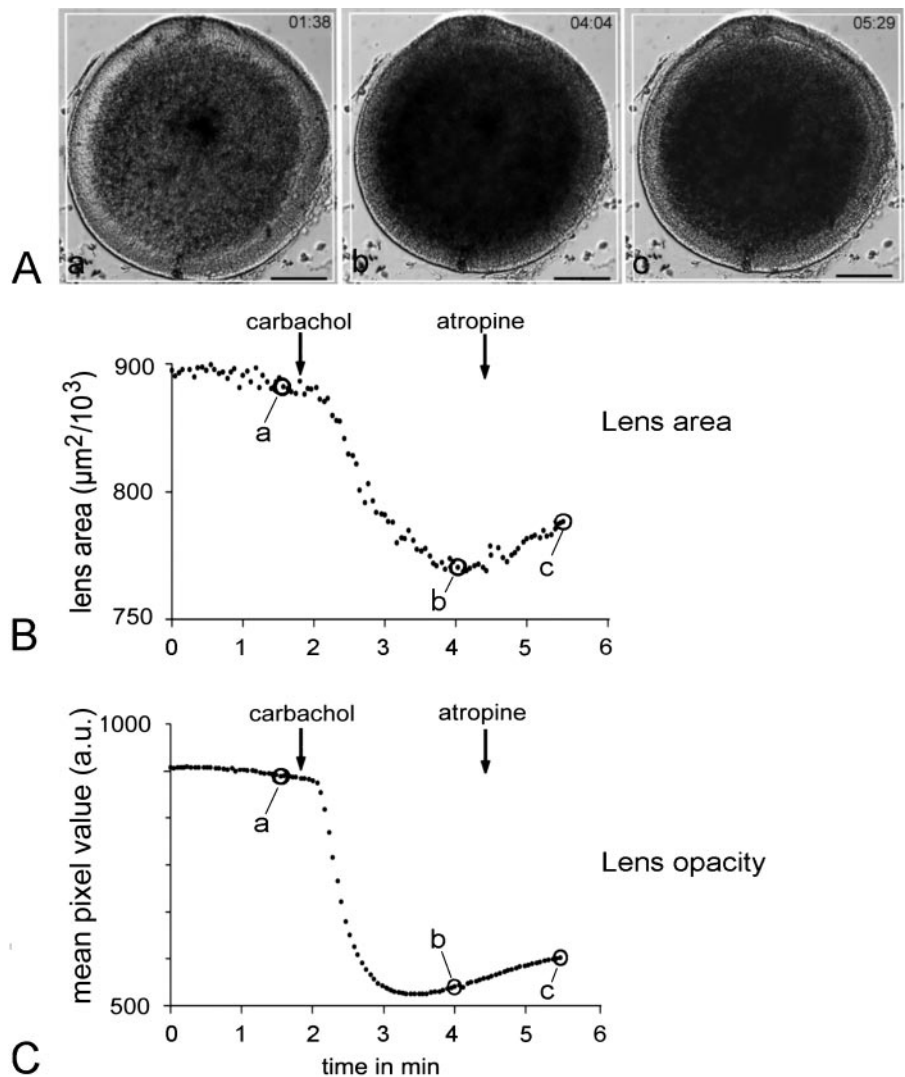 01:38
04:04
05:29
a
b
c
A
carbachol
atropine
900
800
750
lens area (µm²/10³)
a
b
c
Lens area
0 1 2 3 4 5 6
B
carbachol
atropine
1000
500
mean pixel value (a.u.)
a
b
c
Lens opacity
0 1 2 3 4 5 6
time in min
C